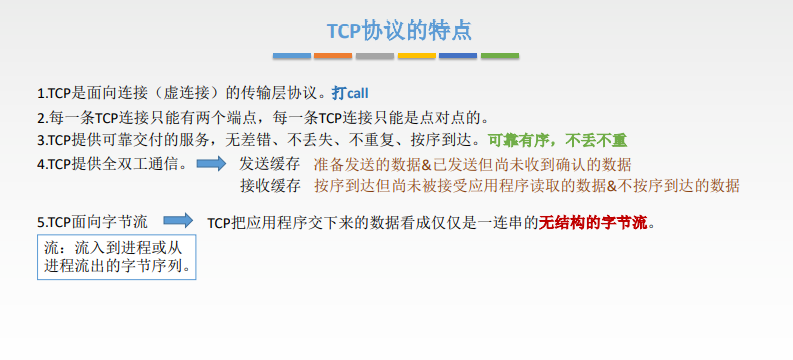 TCP协议的特点
1.TCP是面向连接（虚连接）的传输层协议。打call
2.每一条TCP连接只能有两个端点，每一条TCP连接只能是点对点的。
3.TCP提供可靠交付的服务，无差错、不丢失、不重复、按序到达。可靠有序，不丢不重
4.TCP提供全双工通信。 发送缓存 准备发送的数据&已发送但尚未收到确认的数据
接收缓存 按序到达但尚未被接受应用程序读取的数据&不按序到达的数据
5.TCP面向字节流 TCP把应用程序交下来的数据看成仅仅是一连串的无结构的字节流。
流：流入到进程或从
进程流出的字节序列。